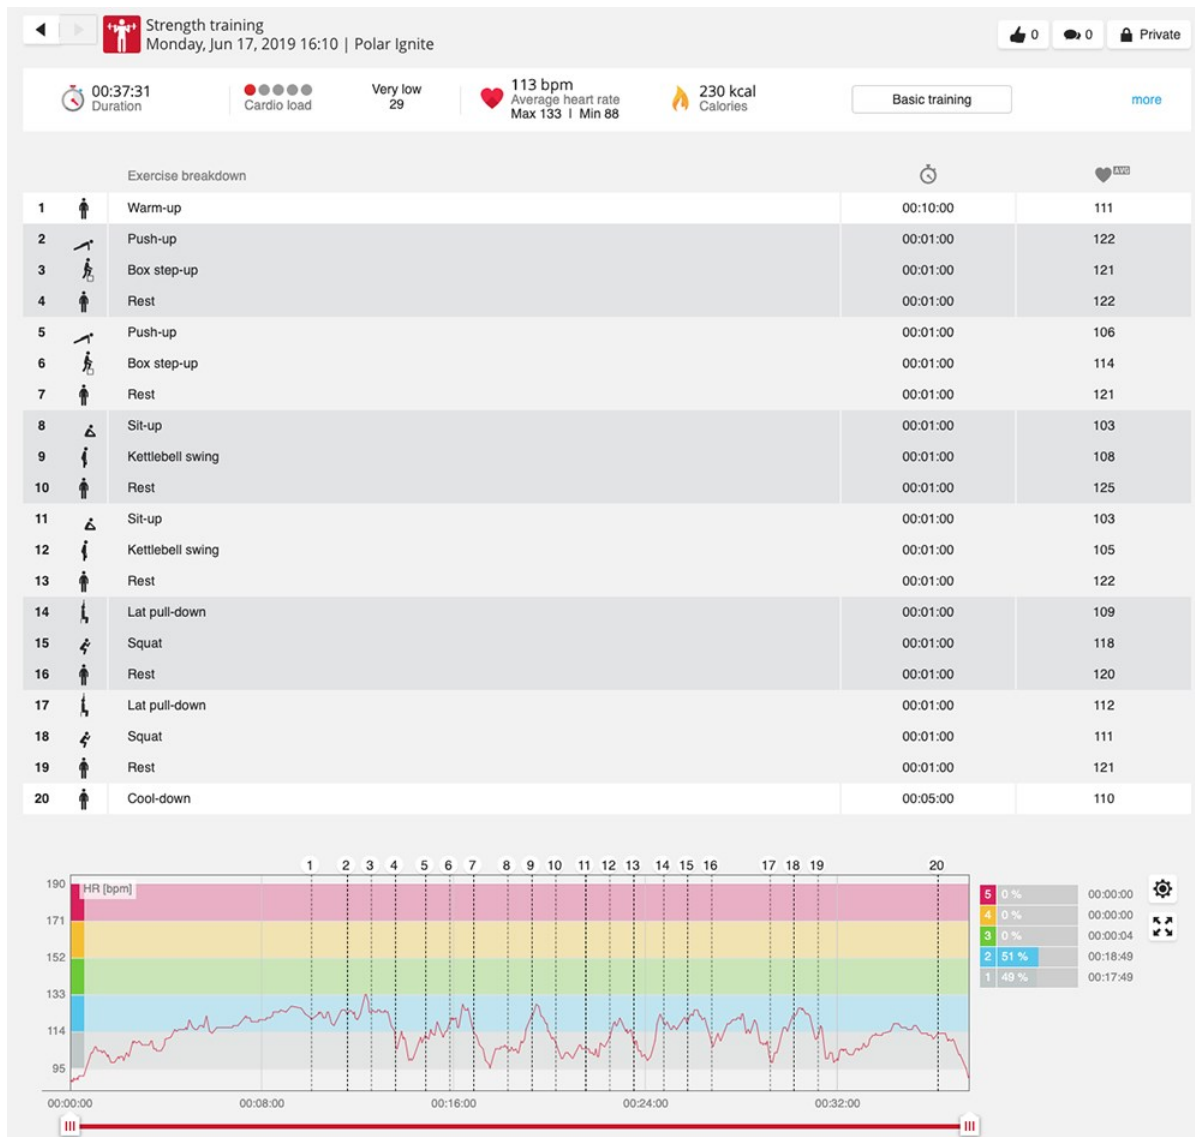 Strength training
Monday, Jun 17, 2019 16:10 | Polar Ignite
0 0 Private
00:37:31
Duration
Cardio load
Very low
29
113 bpm
Average heart rate
Max 133 | Min 88
230 kcal
Calories
Basic training
more
Exercise breakdown AVG
1 Warm-up 00:10:00 111
2 Push-up 00:01:00 122
3 Box step-up 00:01:00 121
4 Rest 00:01:00 122
5 Push-up 00:01:00 106
6 Box step-up 00:01:00 114
7 Rest 00:01:00 121
8 Sit-up 00:01:00 103
9 Kettlebell swing 00:01:00 108
10 Rest 00:01:00 125
11 Sit-up 00:01:00 103
12 Kettlebell swing 00:01:00 105
13 Rest 00:01:00 122
14 Lat pull-down 00:01:00 109
15 Squat 00:01:00 118
16 Rest 00:01:00 120
17 Lat pull-down 00:01:00 112
18 Squat 00:01:00 111
19 Rest 00:01:00 121
20 Cool-down 00:05:00 110
1 2 3 4 5 6 7 8 9 10 11 12 13 14 15 16 17 18 19 20
HR [bpm]
190
171
152
133
114
95
00:00:00 00:08:00 00:16:00 00:24:00 00:32:00
5 0 % 00:00:00
4 0 % 00:00:00
3 0 % 00:00:04
2 51 % 00:18:49
1 49 % 00:17:49